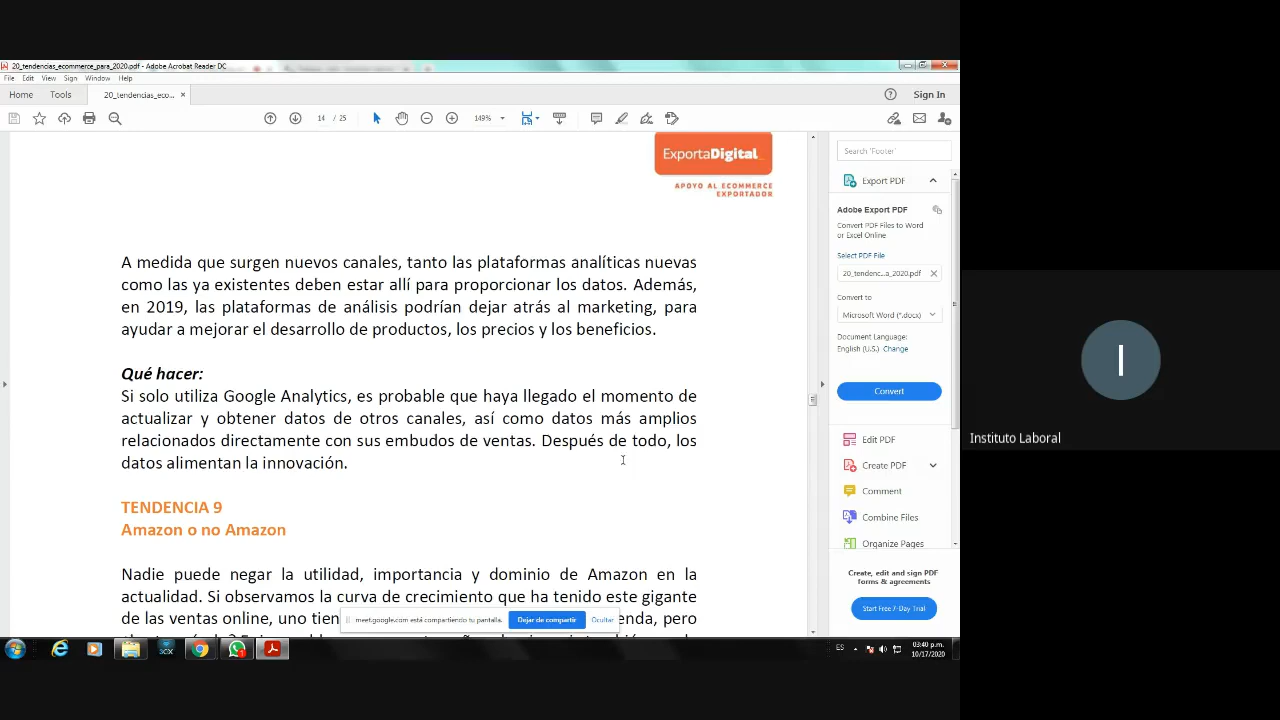 20_tendencias_ecommerce_para_2020.pdf - Adobe Acrobat Reader DC
File Edit View Sign Window Help
Home Tools 20_tendencias_eco... × Sign In
14 / 25 149%
ExportaDigital_
APOYO AL ECOMMERCE
EXPORTADOR
A medida que surgen nuevos canales, tanto las plataformas analíticas nuevas
como las ya existentes deben estar allí para proporcionar los datos. Además,
en 2019, las plataformas de análisis podrían dejar atrás al marketing, para
ayudar a mejorar el desarrollo de productos, los precios y los beneficios.
Qué hacer:
Si solo utiliza Google Analytics, es probable que haya llegado el momento de
actualizar y obtener datos de otros canales, así como datos más amplios
relacionados directamente con sus embudos de ventas. Después de todo, los
datos alimentan la innovación.
TENDENCIA 9
Amazon o no Amazon
Nadie puede negar la utilidad, importancia y dominio de Amazon en la
actualidad. Si observamos la curva de crecimiento que ha tenido este gigante
de las ventas online, uno
meet.google.com está compartiendo tu pantalla. Dejar de compartir Ocultar
Search 'Footer'
Export PDF
Adobe Export PDF
Convert PDF Files to Word
or Excel Online
Select PDF File
20_tendenc...a_2020.pdf
Convert to
Microsoft Word (*.docx)
Document Language:
English (U.S.) Change
Convert
Edit PDF
Create PDF
Comment
Combine Files
Organize Pages
Create, edit and sign PDF
forms & agreements
Start Free 7-Day Trial
ES 03:40 p.m.
10/17/2020
I
Instituto Laboral